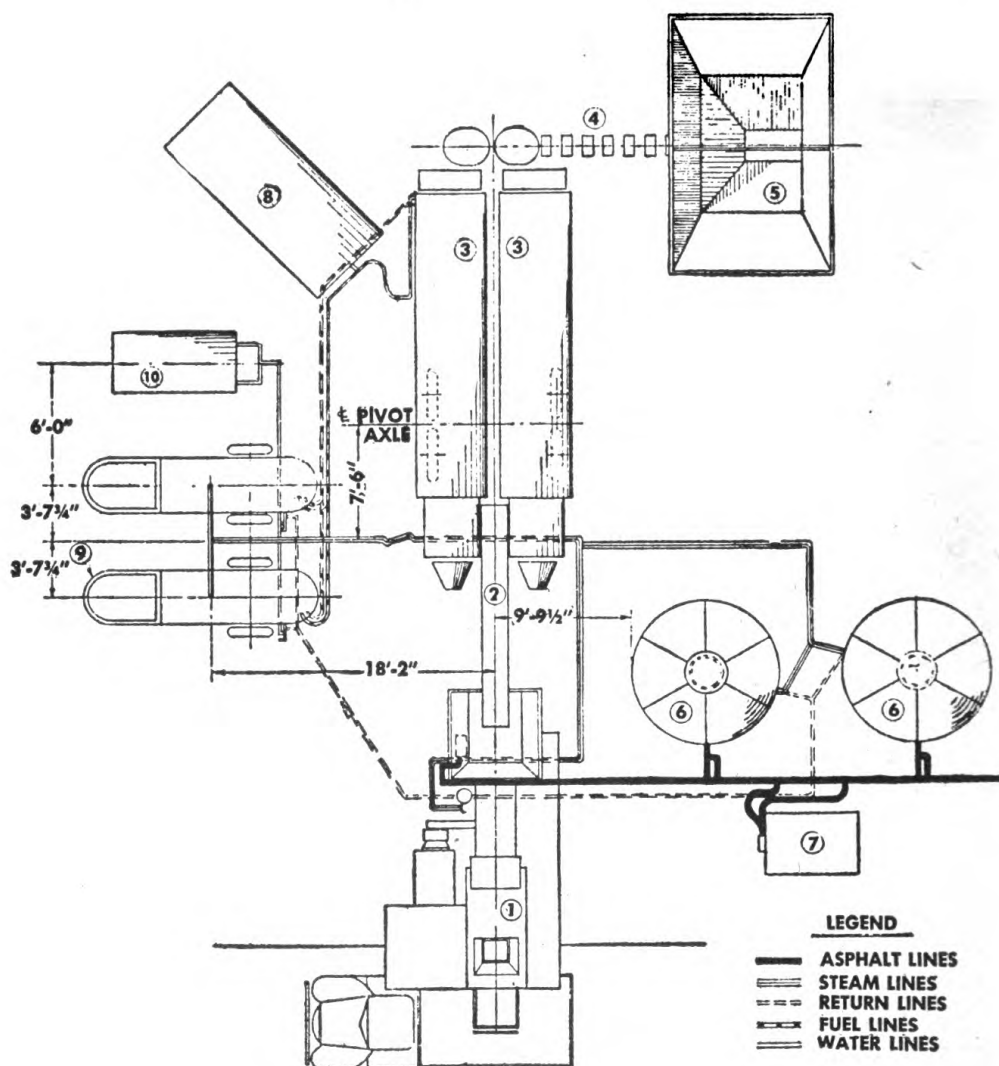 4
5
8
3 3
10
₵ PIVOT
AXLE
6'-0"
7'-6"
3'-7¾"
9
3'-7¾"
2
9'-9½"
18'-2"
6 6
7
1
LEGEND
ASPHALT LINES
STEAM LINES
RETURN LINES
FUEL LINES
WATER LINES